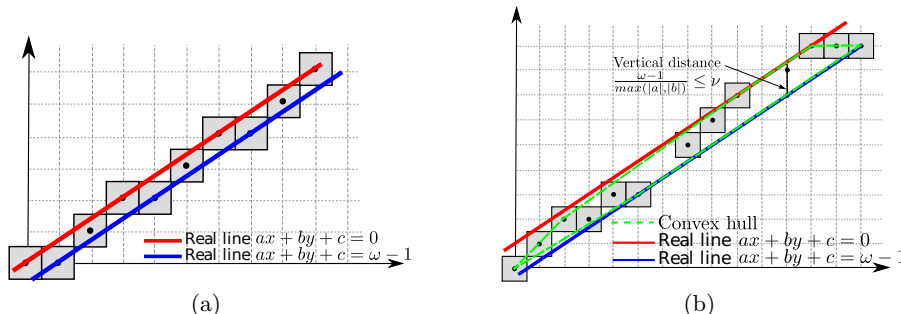 Real line ax + by + c = 0
Real line ax + by + c = ω − 1
(a)
Vertical distance
ω−1
max(|a|,|b|) ≤ ν
Convex hull
Real line ax + by + c = 0
Real line ax + by + c = ω − 1
(b)